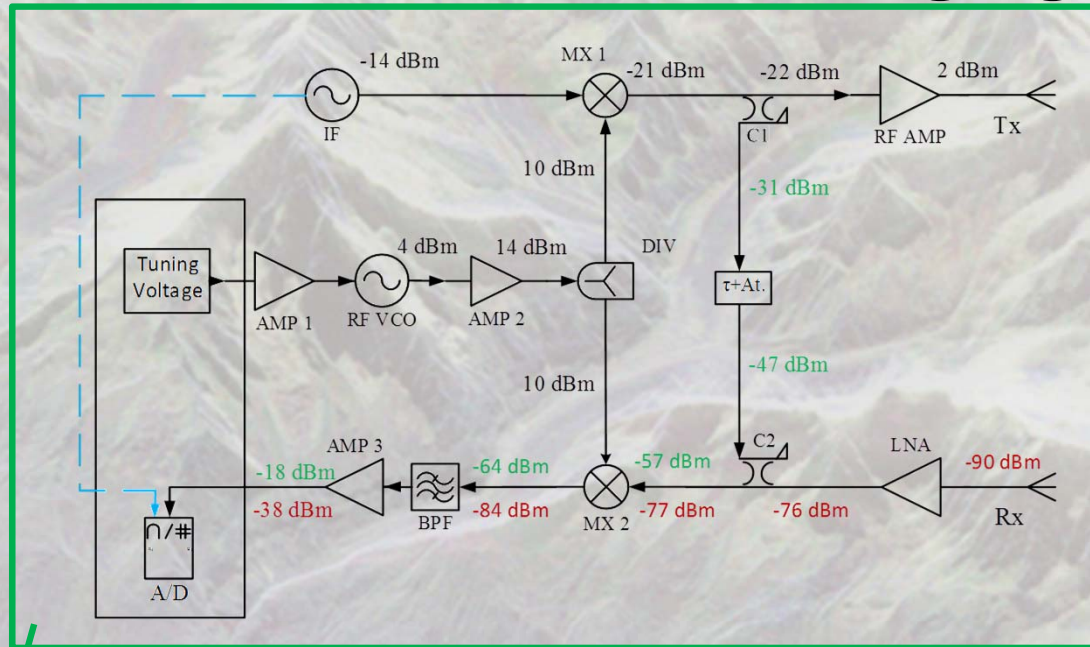 -14 dBm
MX 1
-21 dBm
-22 dBm
2 dBm
IF
C1
RF AMP
Tx
10 dBm
-31 dBm
Tuning
Voltage
4 dBm
14 dBm
DIV
τ+At.
AMP 1
RF VCO
AMP 2
10 dBm
-47 dBm
AMP 3
C2
LNA
-18 dBm
-64 dBm
-57 dBm
-90 dBm
-38 dBm
BPF
-84 dBm
MX 2
-77 dBm
-76 dBm
Rx
∩/#
A/D